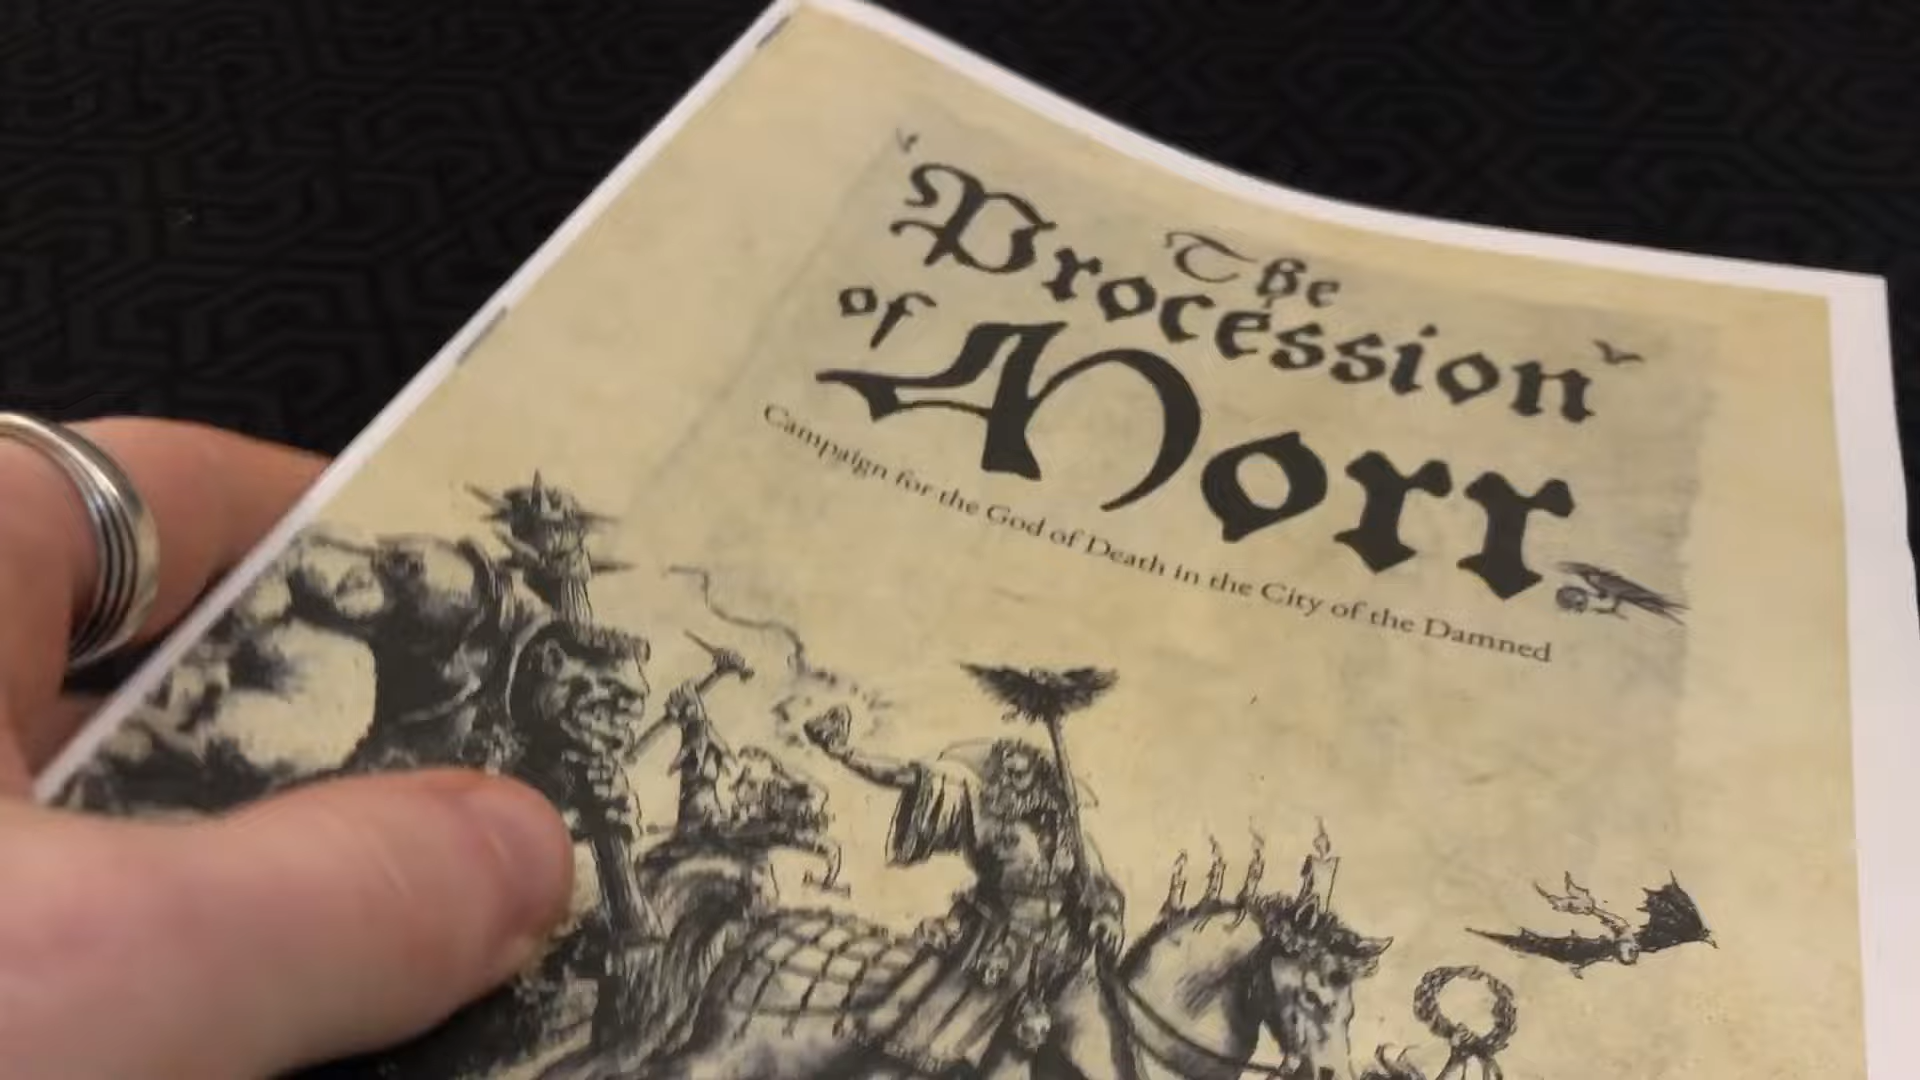 The
Procession
of Morr
Campaign for the God of Death in the City of the Damned